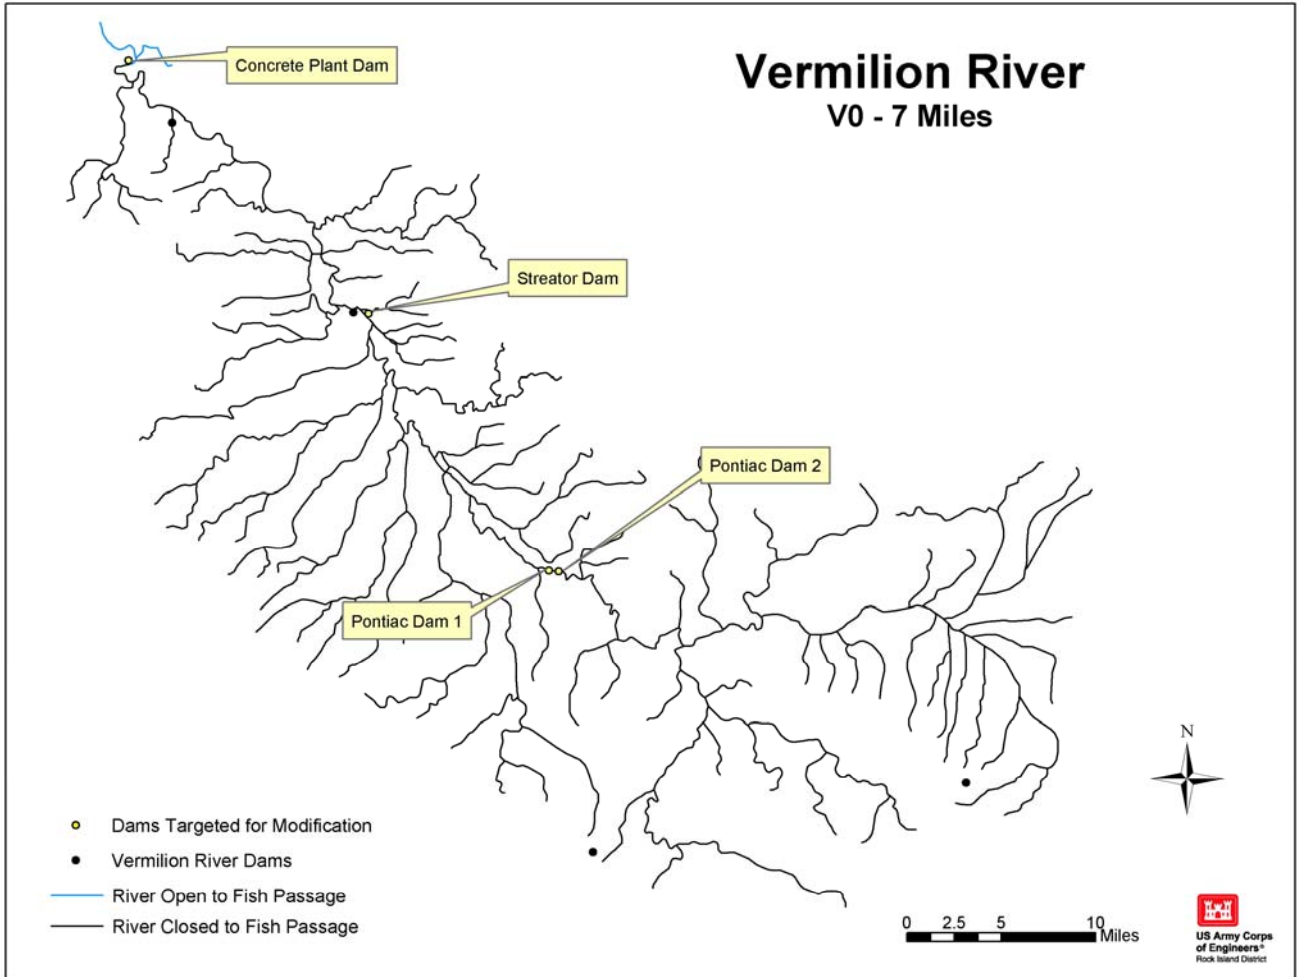 Vermilion River
V0 - 7 Miles
Concrete Plant Dam
Streator Dam
Pontiac Dam 2
Pontiac Dam 1
N
Dams Targeted for Modification
Vermilion River Dams
River Open to Fish Passage
River Closed to Fish Passage
0 2.5 5 10
Miles
US Army Corps
of Engineers®
Rock Island District